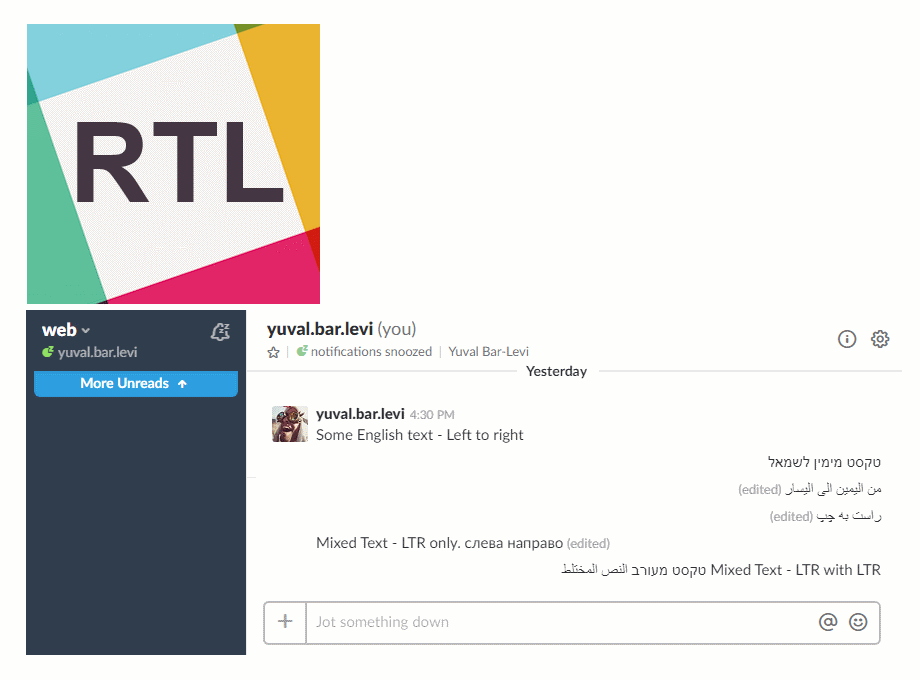 RTL
web
yuval.bar.levi
More Unreads
yuval.bar.levi (you)
notifications snoozed | Yuval Bar-Levi
Yesterday
yuval.bar.levi 4:30 PM
Some English text - Left to right
טקסט מימין לשמאל
من اليمين الى اليسار (edited)
راست به چپ (edited)
Mixed Text - LTR only. слева направо (edited)
Mixed Text - LTR with LTR טקסט מעורב النص المختلط
Jot something down